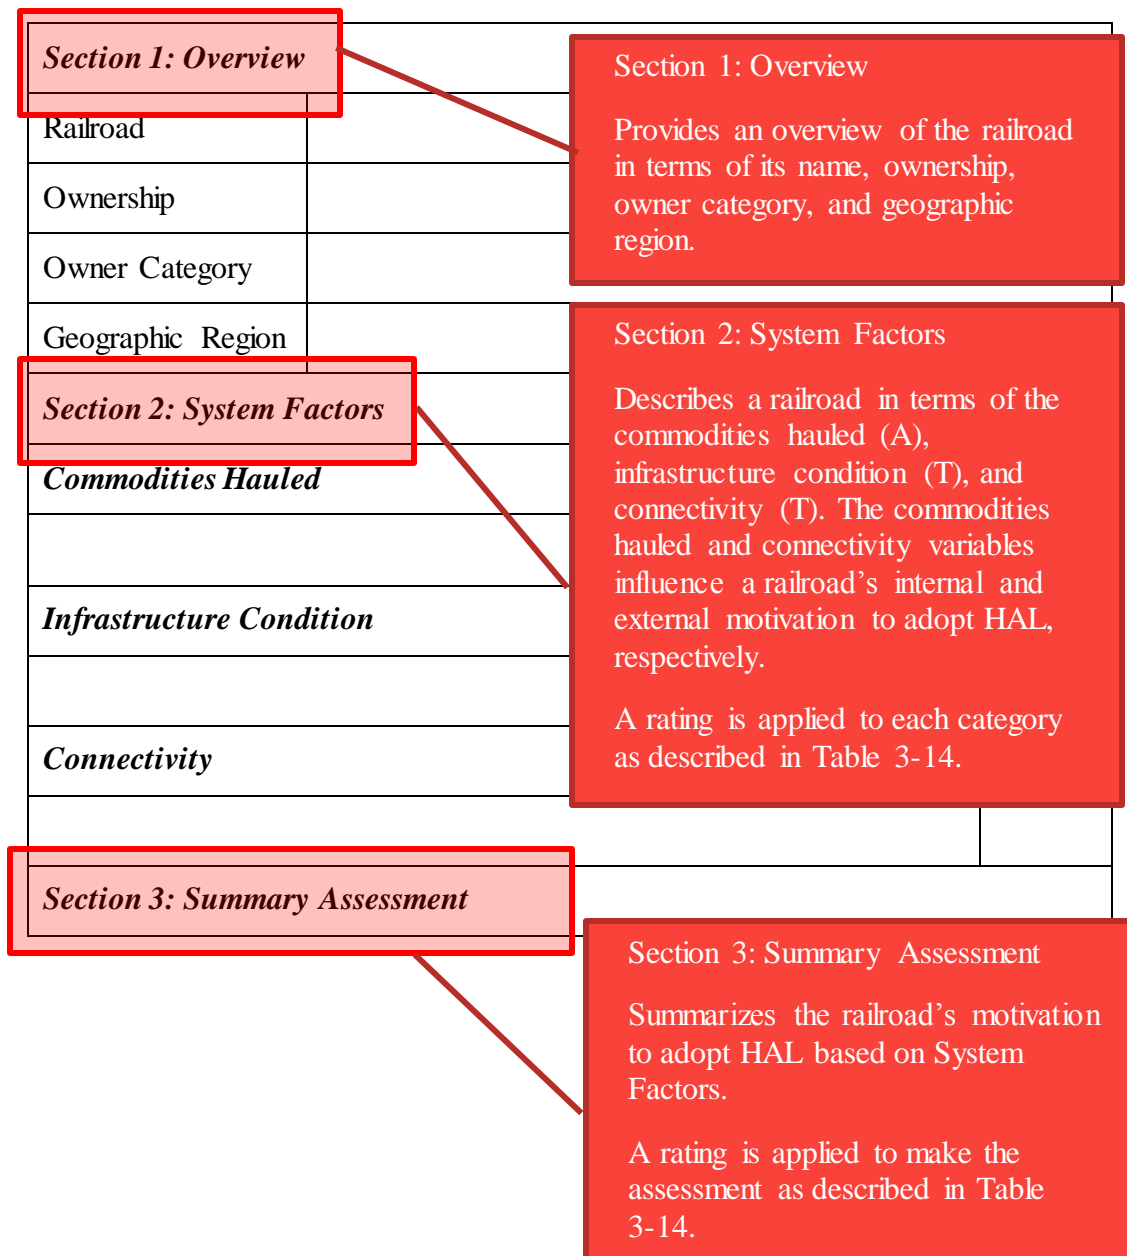 Section 1: Overview
Railroad
Ownership
Owner Category
Geographic Region
Section 2: System Factors
Commodities Hauled
Infrastructure Condition
Connectivity
Section 3: Summary Assessment
Section 1: Overview
Provides an overview of the railroad
in terms of its name, ownership,
owner category, and geographic
region.
Section 2: System Factors
Describes a railroad in terms of the
commodities hauled (A),
infrastructure condition (T), and
connectivity (T). The commodities
hauled and connectivity variables
influence a railroad’s internal and
external motivation to adopt HAL,
respectively.
A rating is applied to each category
as described in Table 3-14.
Section 3: Summary Assessment
Summarizes the railroad’s motivation
to adopt HAL based on System
Factors.
A rating is applied to make the
assessment as described in Table
3-14.